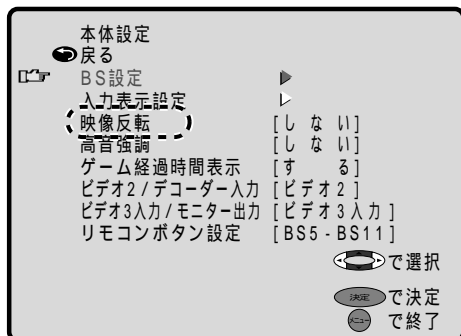 本体設定
戻る
BS設定
入力表示設定
映像反転 [しない]
高音強調 [しない]
ゲーム経過時間表示 [する]
ビデオ2/デコーダー入力 [ビデオ2]
ビデオ3入力/モニター出力 [ビデオ3入力]
リモコンボタン設定 [BS5-BS11]
で選択
決定 で決定
メニュー で終了